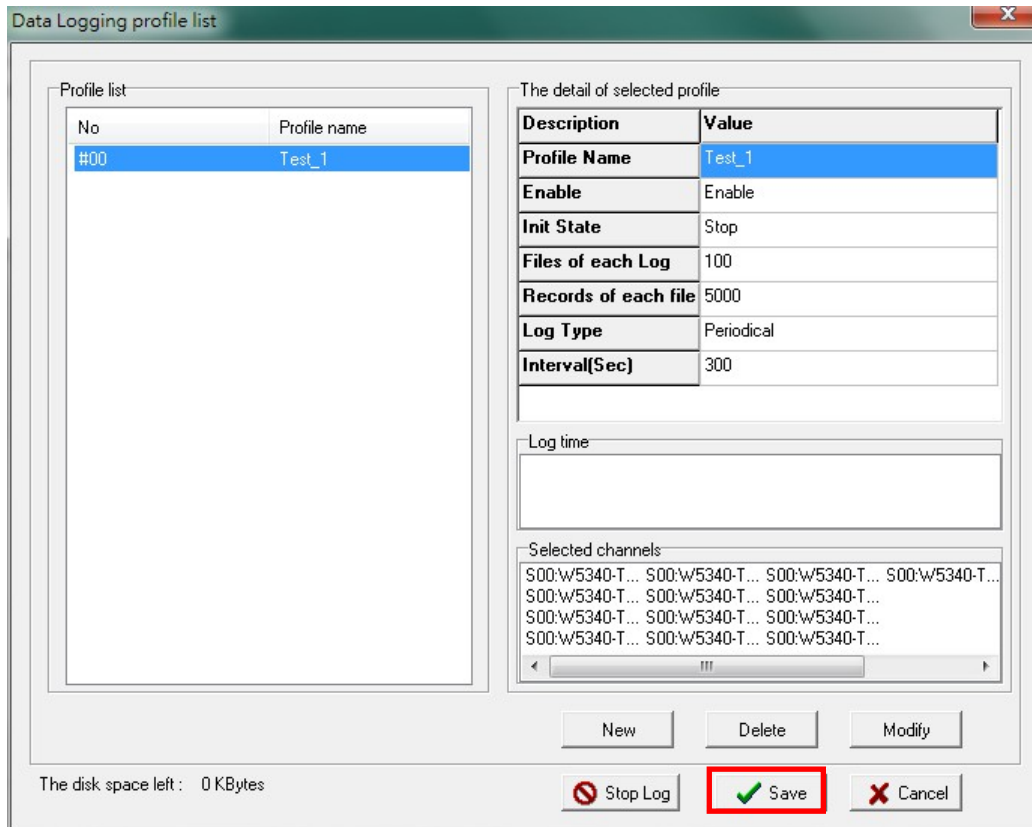 Data Logging profile list
x
Profile list
No Profile name
#00 Test_1
The detail of selected profile
Description Value
Profile Name Test_1
Enable Enable
Init State Stop
Files of each Log 100
Records of each file 5000
Log Type Periodical
Interval(Sec) 300
Log time
Selected channels
S00:W5340-T... S00:W5340-T... S00:W5340-T... S00:W5340-T...
S00:W5340-T... S00:W5340-T... S00:W5340-T...
S00:W5340-T... S00:W5340-T... S00:W5340-T...
S00:W5340-T... S00:W5340-T... S00:W5340-T...
New Delete Modify
The disk space left : 0 KBytes
Stop Log Save Cancel